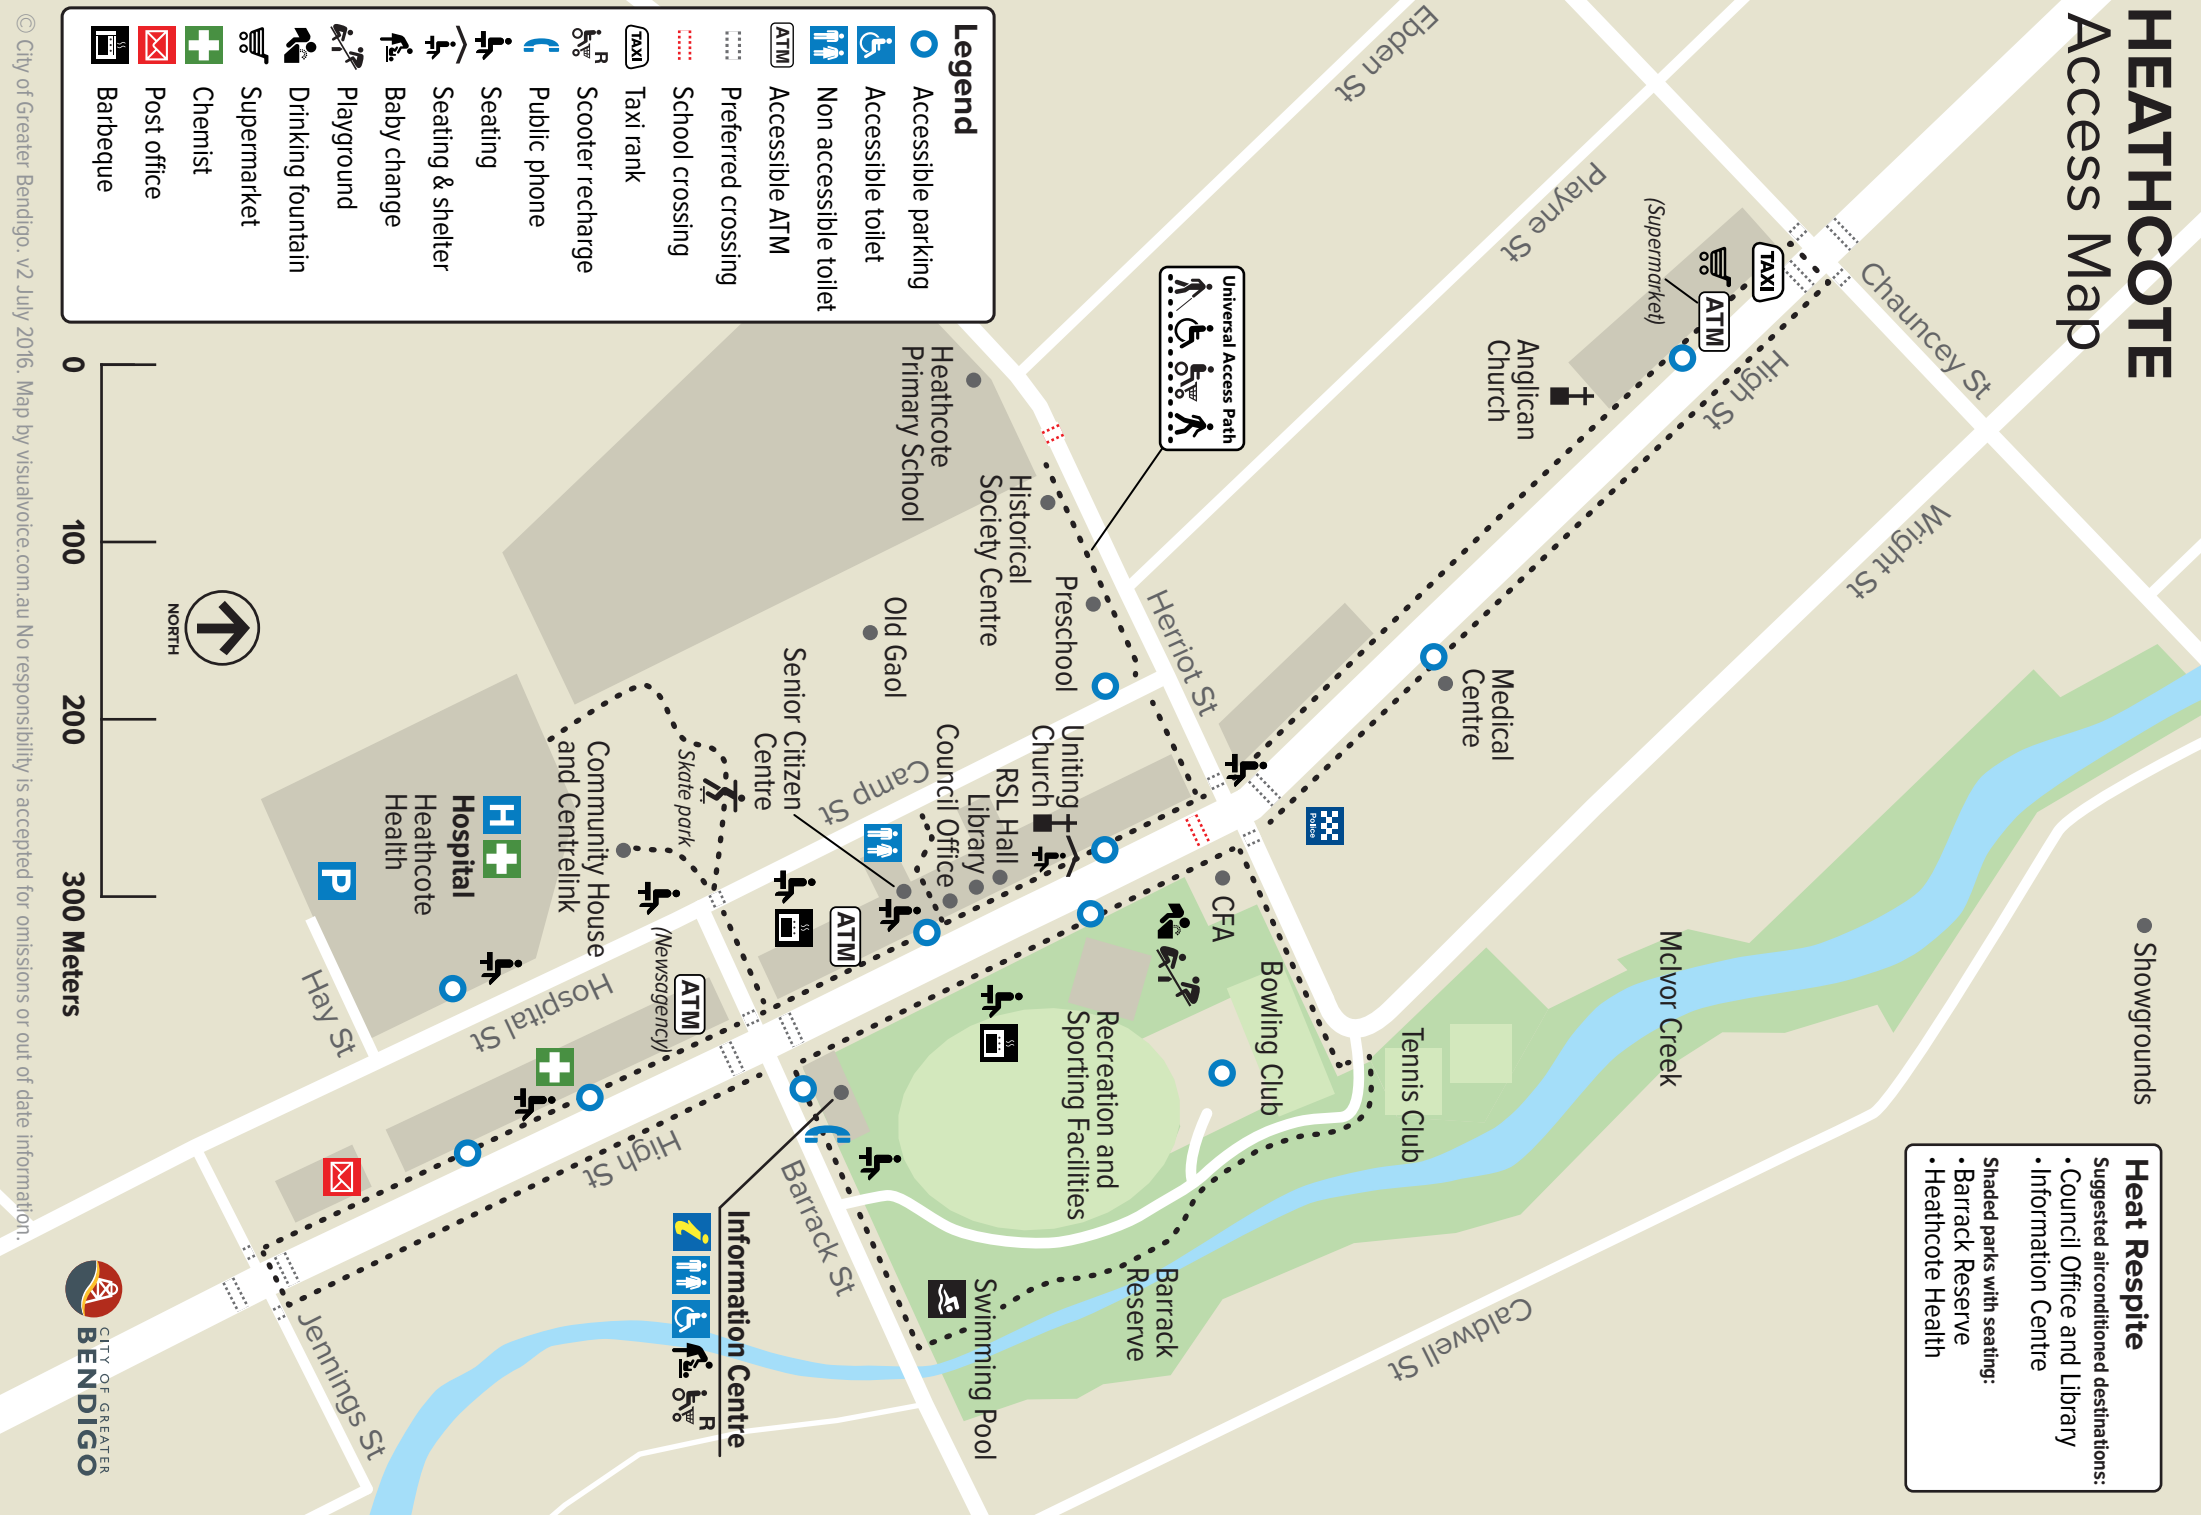 HEATHCOTE
Access Map
Legend
Accessible parking
Accessible toilet
Non accessible toilet
ATM
Accessible ATM
Preferred crossing
School crossing
TAXI
Taxi rank
R
Scooter recharge
Public phone
Seating
Seating & shelter
Baby change
Playground
Drinking fountain
Supermarket
Chemist
Post office
Barbeque
Ebden St
Playne St
Chauncey St
High St
Wright St
TAXI
ATM
(Supermarket)
Anglican
Church
Universal Access Path
Heathcote
Primary School
Historical
Society Centre
Preschool
Herriot St
Medical
Centre
Old Gaol
Police
Uniting
Church
RSL Hall
Library
Council Office
Senior Citizen
Centre
Camp St
Skate park
Community House
and Centrelink
H
Hospital
Heathcote
Health
P
Hay St
Hospital St
ATM
(Newsagency)
ATM
CFA
Bowling Club
Tennis Club
McIvor Creek
Showgrounds
Recreation and
Sporting Facilities
High St
Barrack St
Information Centre
i
R
Swimming Pool
Barrack
Reserve
Caldwell St
Jennings St
Heat Respite
Suggested airconditioned destinations:
• Council Office and Library
• Information Centre
Shaded parks with seating:
• Barrack Reserve
• Heathcote Health
0
100
200
300 Meters
NORTH
CITY OF GREATER
BENDIGO
© City of Greater Bendigo. v2 July 2016. Map by visualvoice.com.au No responsibility is accepted for omissions or out of date information.